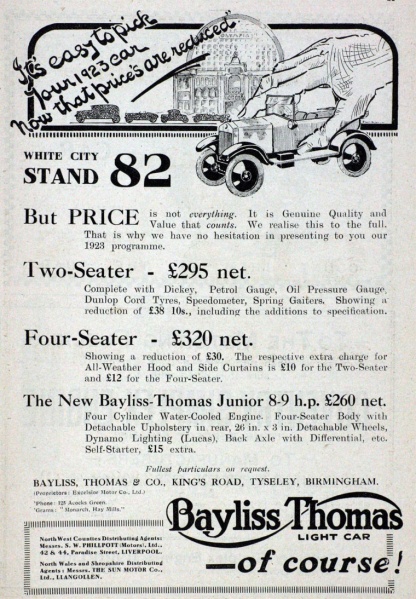 It's easy to pick
your 1923 car
Now that price's are reduced"
WHITE CITY
STAND 82
But PRICE is not everything. It is Genuine Quality and
Value that counts. We realise this to the full.
That is why we have no hesitation in presenting to you our
1923 programme.
Two-Seater - £295 net.
Complete with Dickey, Petrol Gauge, Oil Pressure Gauge,
Dunlop Cord Tyres, Speedometer, Spring Gaiters. Showing a
reduction of £38 10s., including the additions to specification.
Four-Seater - £320 net.
Showing a reduction of £30. The respective extra charge for
All-Weather Hood and Side Curtains is £10 for the Two-Seater
and £12 for the Four-Seater.
The New Bayliss-Thomas Junior 8-9 h.p. £260 net.
Four Cylinder Water-Cooled Engine. Four-Seater Body with
Detachable Upholstery in rear, 26 in. x 3 in. Detachable Wheels,
Dynamo Lighting (Lucas), Back Axle with Differential, etc.
Self-Starter, £15 extra.
Fullest particulars on request.
BAYLISS, THOMAS & CO., KING'S ROAD, TYSELEY, BIRMINGHAM.
(Proprietors: Excelsior Motor Co., Ltd.)
'Phone: 125 Acocks Green.
'Grams: "Monarch, Hay Mills."
Bayliss Thomas
LIGHT CAR
—of course!
North West Counties Distributing Agents:
Messrs. S. W. PHILLPOTT (Motors), Ltd.,
42 & 44, Paradise Street, LIVERPOOL.
North Wales and Shropshire Distributing
Agents: Messrs. THE SUN MOTOR Co.,
Ltd., LLANGOLLEN.